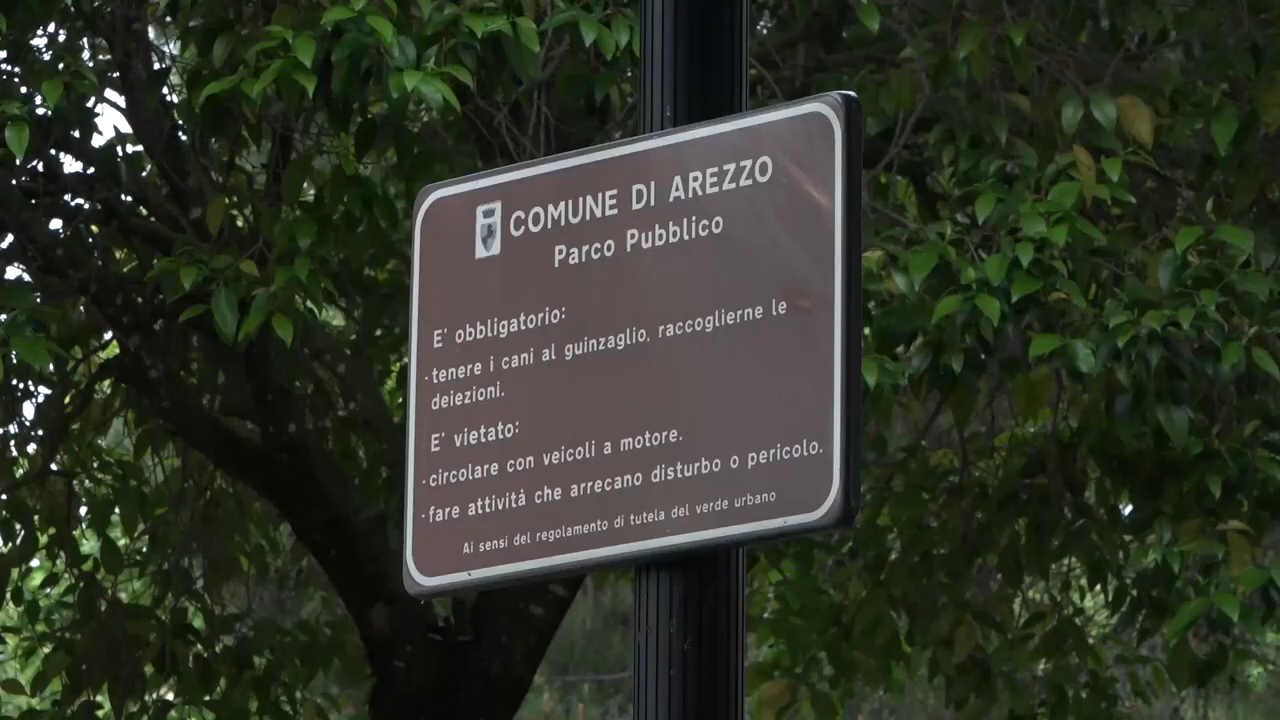 COMUNE DI AREZZO
Parco Pubblico
E' obbligatorio:
-tenere i cani al guinzaglio, raccoglierne le
deiezioni.
E' vietato:
-circolare con veicoli a motore.
-fare attività che arrecano disturbo o pericolo.
Ai sensi del regolamento di tutela del verde urbano